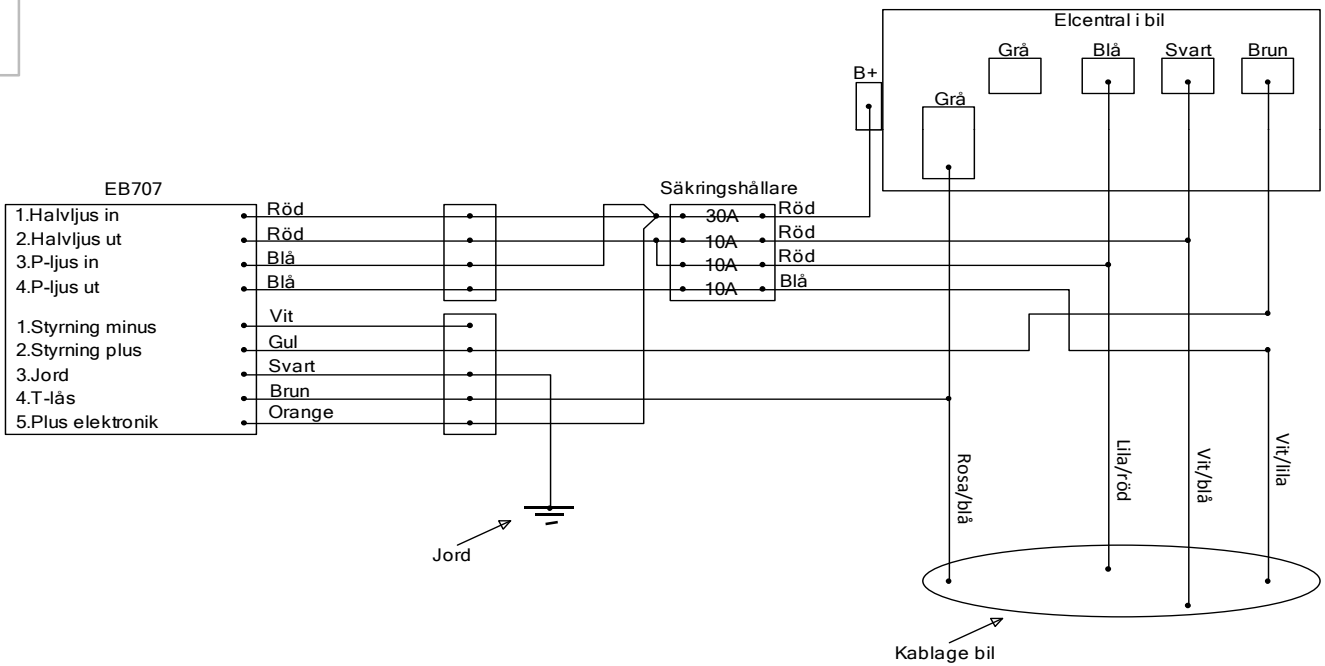 Elcentral i bil
Grå
Blå
Svart
Brun
B+
Grå
EB707
Säkringshållare
1.Halvljus in
Röd
30A
Röd
2.Halvljus ut
Röd
10A
Röd
3.P-ljus in
Blå
10A
Röd
4.P-ljus ut
Blå
10A
Blå
1.Styrning minus
Vit
2.Styrning plus
Gul
3.Jord
Svart
4.T-lås
Brun
5.Plus elektronik
Orange
Rosa/blå
Lila/röd
Vit/blå
Vit/lila
Jord
Kablage bil